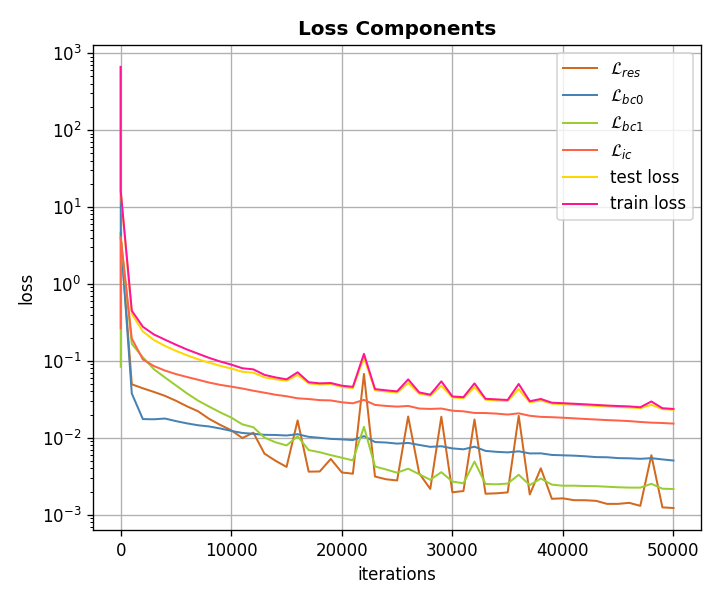 Loss Components
10³
10²
10¹
10⁰
10⁻¹
10⁻²
10⁻³
loss
0
10000
20000
30000
40000
50000
iterations
ℒres
ℒbc0
ℒbc1
ℒic
test loss
train loss